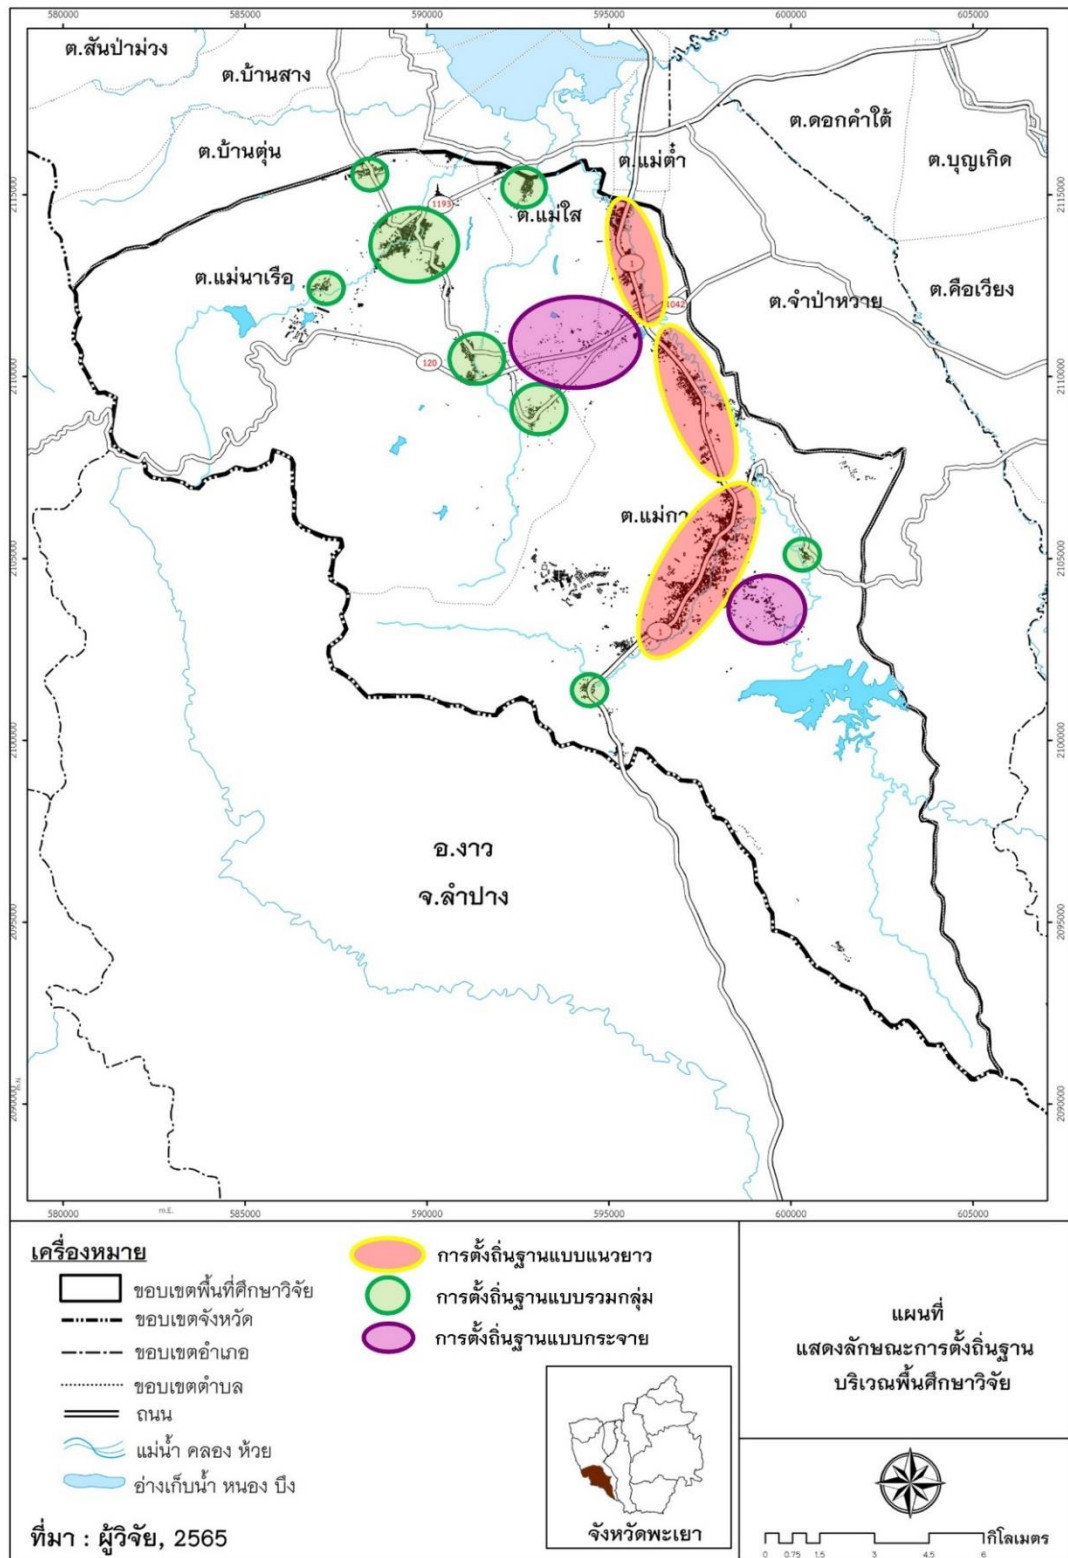 580000 585000 590000 595000 600000 605000
ต.สันป่าม่วง
ต.บ้านสาง
ต.ดอกคำใต้
ต.บ้านตุ่น
ต.แม่ต๋ำ
ต.บุญเกิด
2115000 2115000
1193
ต.แม่ใส
ต.แม่นาเรือ
1
ต.จำป่าหวาย
ต.คือเวียง
1042
120
2110000 2110000
ต.แม่กา
2105000 2105000
1
2100000 2100000
อ.งาว
จ.ลำปาง
2095000 2095000
2090000 2090000
m.N.
580000 585000 590000 595000 600000 605000
m.E.
เครื่องหมาย
ขอบเขตพื้นที่ศึกษาวิจัย
ขอบเขตจังหวัด
ขอบเขตอำเภอ
ขอบเขตตำบล
ถนน
แม่น้ำ คลอง ห้วย
อ่างเก็บน้ำ หนอง บึง
ที่มา : ผู้วิจัย, 2565
การตั้งถิ่นฐานแบบแนวยาว
การตั้งถิ่นฐานแบบรวมกลุ่ม
การตั้งถิ่นฐานแบบกระจาย
จังหวัดพะเยา
แผนที่
แสดงลักษณะการตั้งถิ่นฐาน
บริเวณพื้นศึกษาวิจัย
กิโลเมตร
0 0.75 1.5 3 4.5 6